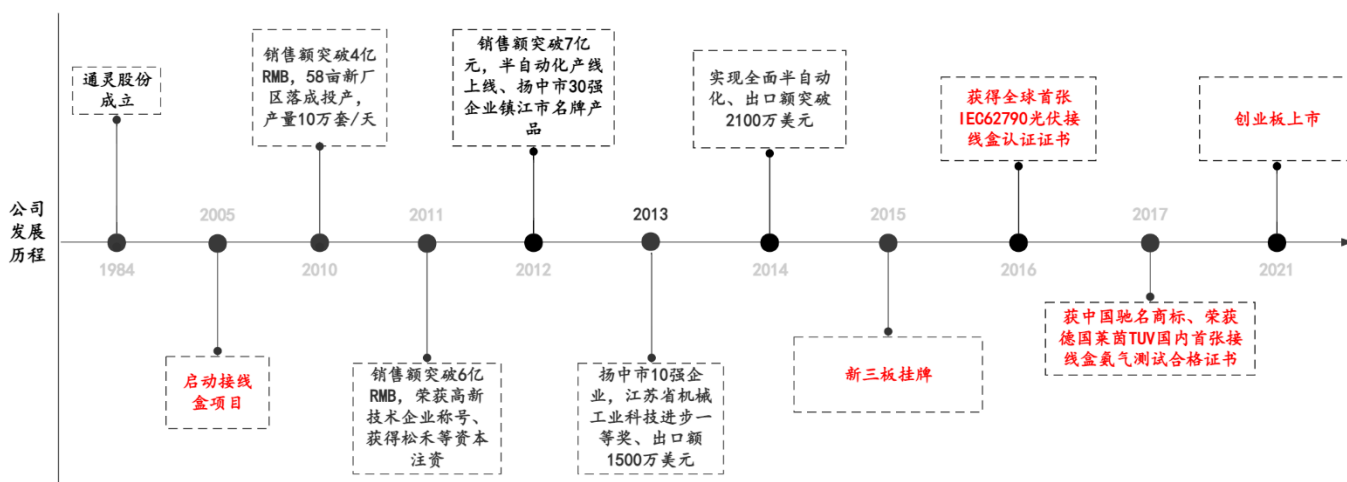 公司
发展
历程
通灵股份
成立
1984
2005
启动接线
盒项目
销售额突破4亿
RMB，58亩新厂
区落成投产，
产量10万套/天
2010
2011
销售额突破6亿
RMB，荣获高新
技术企业称号、
获得松禾等资本
注资
销售额突破7亿
元，半自动化产线
上线、扬中市30强
企业镇江市名牌产
品
2012
2013
扬中市10强企
业，江苏省机械
工业科技进步一
等奖、出口额
1500万美元
实现全面半自动
化、出口额突破
2100万美元
2014
2015
新三板挂牌
获得全球首张
IEC62790光伏接
线盒认证证书
2016
2017
获中国驰名商标、荣获
德国莱茵TUV国内首张接
线盒氨气测试合格证书
创业板上市
2021